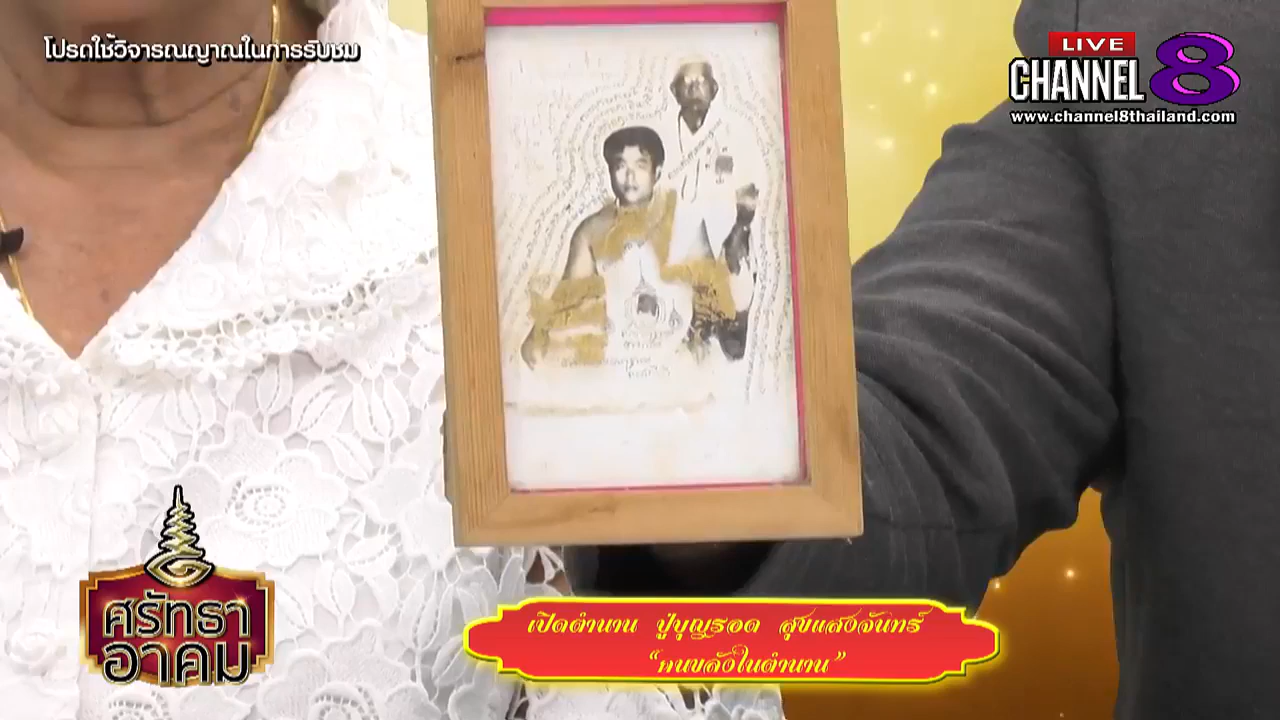 โปรดใช้วิจารณญาณในการรับชม
LIVE
CHANNEL 8
www.channel8thailand.com
ศรัทธา
อาคม
เปิดตำนาน ปู่บุญรอด สุขแสงจันทร์
“คนขลังในตำนาน”